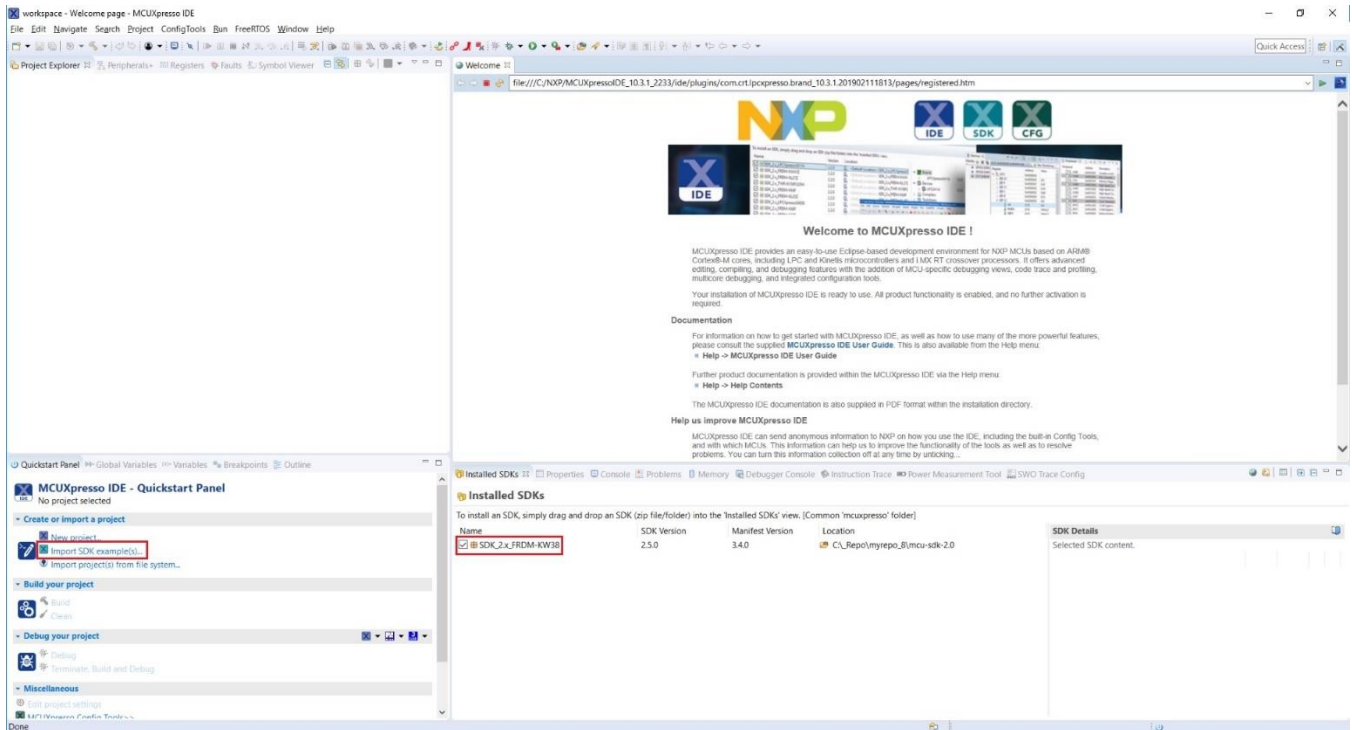 workspace - Welcome page - MCUXpresso IDE
File Edit Navigate Search Project ConfigTools Run FreeRTOS Window Help
Quick Access
Project Explorer Peripherals+ Registers Faults Symbol Viewer
Welcome
file:///C:/NXP/MCUXpressoIDE_10.3.1_2233/ide/plugins/com.crt.lpcxpresso.brand_10.3.1.201902111813/pages/registered.htm
NXP
IDE SDK CFG
IDE
Welcome to MCUXpresso IDE !
MCUXpresso IDE provides an easy-to-use Eclipse-based development environment for NXP MCUs based on ARM®
Cortex®-M cores, including LPC and Kinetis microcontrollers and i.MX RT crossover processors. It offers advanced
editing, compiling, and debugging features with the addition of MCU-specific debugging views, code trace and profiling,
multicore debugging, and integrated configuration tools.
Your installation of MCUXpresso IDE is ready to use. All product functionality is enabled, and no further activation is
required.
Documentation
For information on how to get started with MCUXpresso IDE, as well as how to use many of the more powerful features,
please consult the supplied MCUXpresso IDE User Guide. This is also available from the Help menu:
Help -> MCUXpresso IDE User Guide
Further product documentation is provided within the MCUXpresso IDE via the Help menu:
Help -> Help Contents
The MCUXpresso IDE documentation is also supplied in PDF format within the installation directory.
Help us improve MCUXpresso IDE
MCUXpresso IDE can send anonymous information to NXP on how you use the IDE, including the built-in Config Tools,
and with which MCUs. This information can help us to improve the functionality of the tools as well as to resolve
problems. You can turn this information collection off at any time by unticking...
Quickstart Panel Global Variables Variables Breakpoints Outline
MCUXpresso IDE - Quickstart Panel
No project selected
Create or import a project
New project...
Import SDK example(s)...
Import project(s) from file system...
Build your project
Build
Clean
Debug your project
Debug
Terminate, Build and Debug
Miscellaneous
Edit project settings
MCUXpresso Config Tools>>
Installed SDKs Properties Console Problems Memory Debugger Console Instruction Trace Power Measurement Tool SWO Trace Config
Installed SDKs
To install an SDK, simply drag and drop an SDK (zip file/folder) into the 'Installed SDKs' view. [Common 'mcuxpresso' folder]
Name SDK Version Manifest Version Location
SDK_2.x_FRDM-KW38 2.5.0 3.4.0 C:\_Repo\myrepo_8\mcu-sdk-2.0
SDK Details
Selected SDK content.
Done